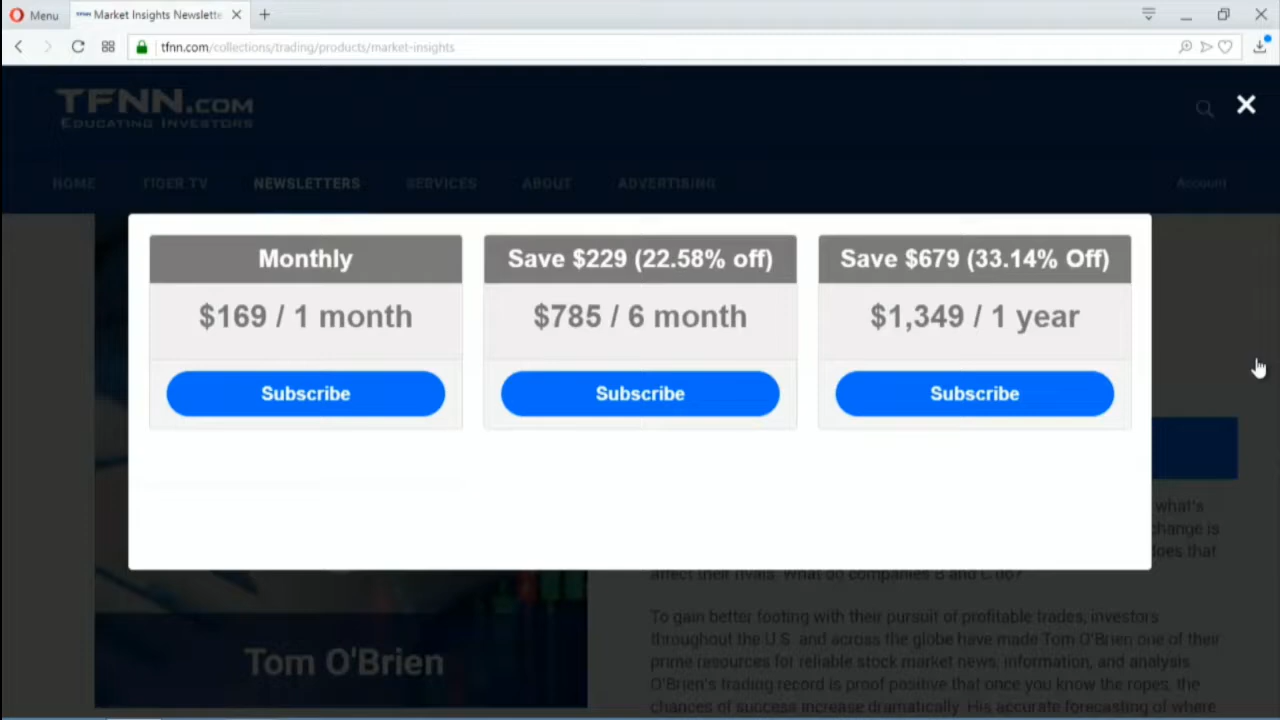 Menu
Market Insights Newslette
tfnn.com/collections/trading/products/market-insights
TFNN.COM
EDUCATING INVESTORS
HOME TIGER TV NEWSLETTERS SERVICES ABOUT ADVERTISING Account
Monthly
$169 / 1 month
Subscribe
Save $229 (22.58% off)
$785 / 6 month
Subscribe
Save $679 (33.14% Off)
$1,349 / 1 year
Subscribe
what's
change is
does that
affect their rivals. What do companies B and C do?
To gain better footing with their pursuit of profitable trades, investors
throughout the U.S. and across the globe have made Tom O'Brien one of their
prime resources for reliable stock market news, information, and analysis.
O'Brien's trading record is proof positive that once you know the ropes, the
chances of success increase dramatically. His accurate forecasting of where
Tom O'Brien